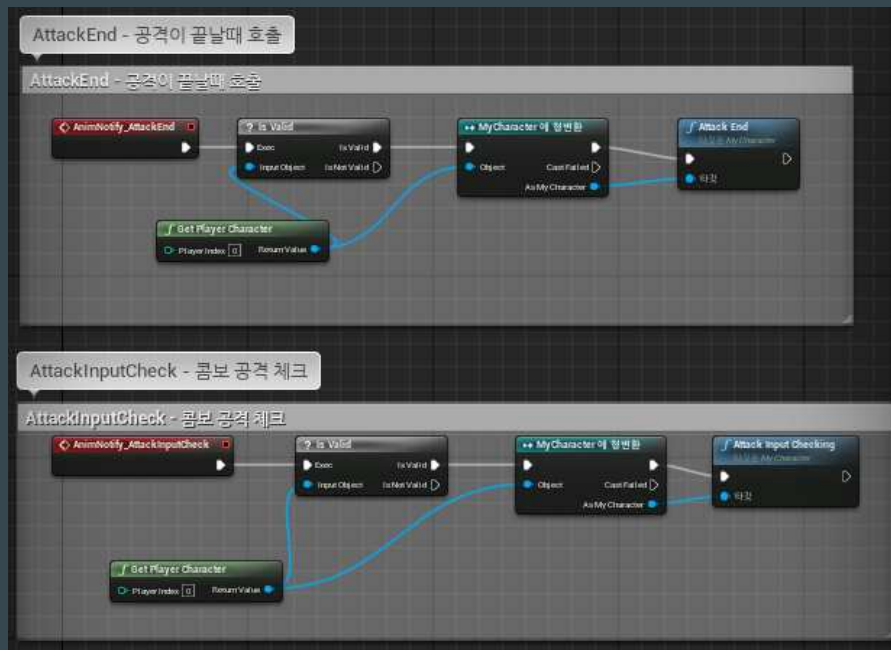 AttackEnd - 공격이 끝날때 호출
AttackEnd - 공격이 끝날때 호출
AnimNotify_AttackEnd
? Is Valid
Exec
Is Valid
Input Object
Is Not Valid
MyCharacter 에 형변환
Object
Cast Failed
As My Character
f Attack End
타깃은 My Character
타깃
f Get Player Character
Player Index 0
Return Value
AttackInputCheck - 콤보 공격 체크
AttackInputCheck - 콤보 공격 체크
AnimNotify_AttackInputCheck
? Is Valid
Exec
Is Valid
Input Object
Is Not Valid
MyCharacter 에 형변환
Object
Cast Failed
As My Character
f Attack Input Checking
타깃은 My Character
타깃
f Get Player Character
Player Index 0
Return Value